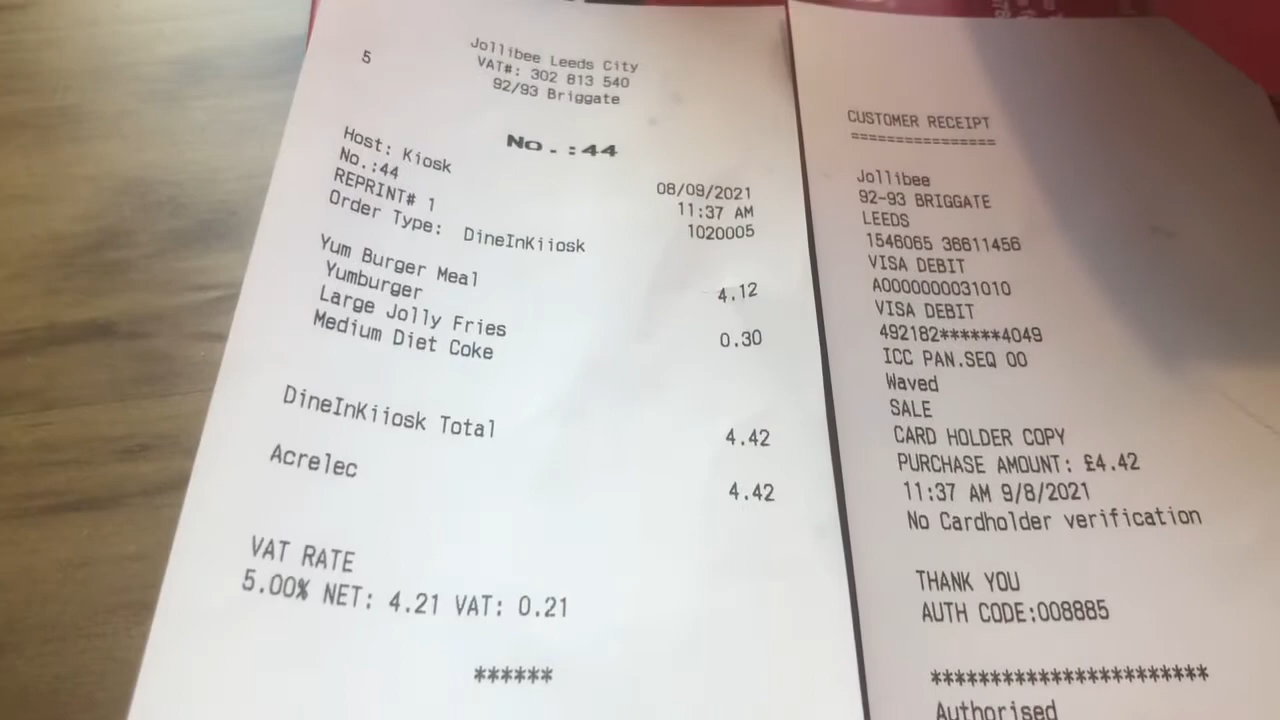 5
Jollibee Leeds City
VAT#: 302 813 540
92/93 Briggate
No.:44
Host: Kiosk
08/09/2021
No.:44
11:37 AM
REPRINT# 1
1020005
Order Type: DineInKiiosk
Yum Burger Meal
4.12
Yumburger
Large Jolly Fries
0.30
Medium Diet Coke
DineInKiiosk Total
4.42
Acrelec
4.42
VAT RATE
5.00% NET: 4.21 VAT: 0.21
******
CUSTOMER RECEIPT
================
Jollibee
92-93 BRIGGATE
LEEDS
1546065 36611456
VISA DEBIT
A0000000031010
VISA DEBIT
492182******4049
ICC PAN.SEQ 00
Waved
SALE
CARD HOLDER COPY
PURCHASE AMOUNT: £4.42
11:37 AM 9/8/2021
No Cardholder verification
THANK YOU
AUTH CODE:008885
***********************
Authorised